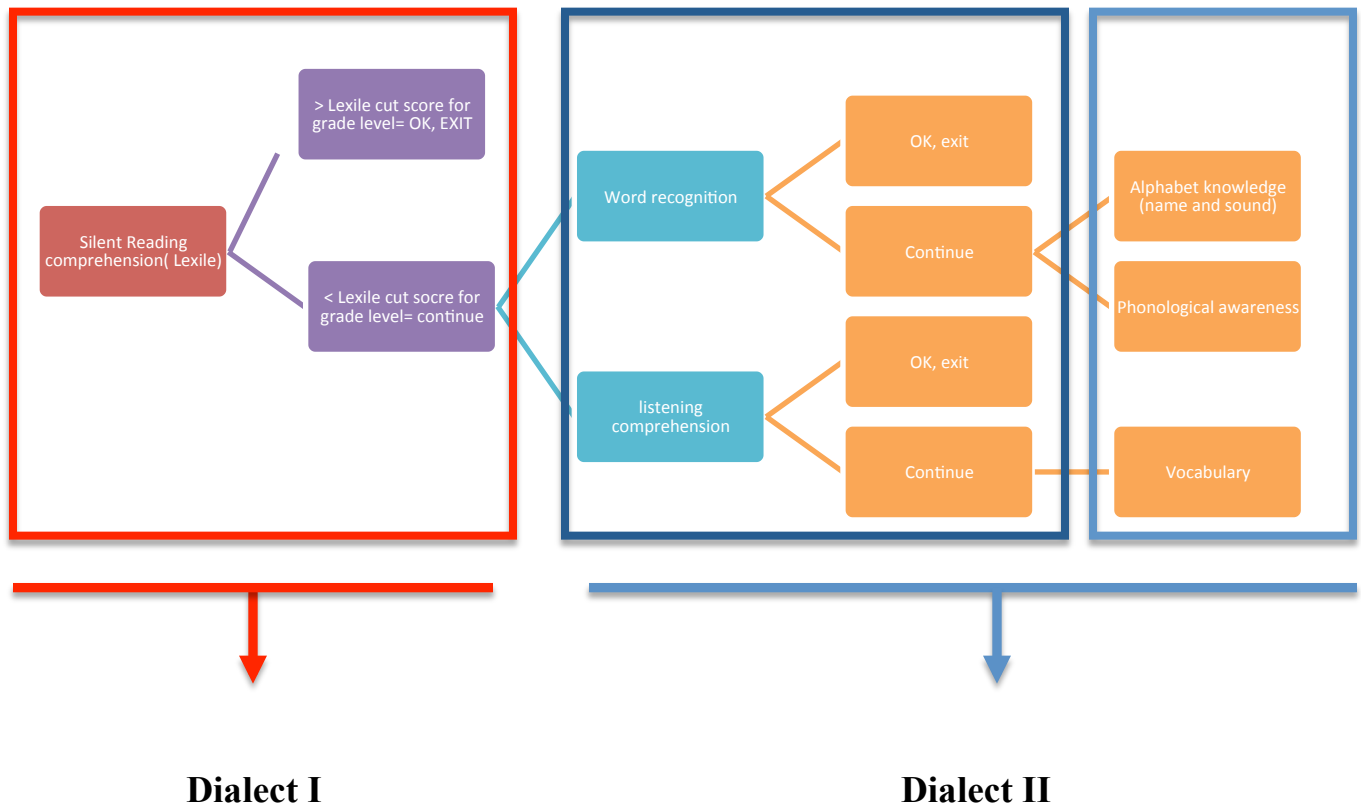 > Lexile cut score for
grade level= OK, EXIT
Silent Reading
comprehension( Lexile)
< Lexile cut socre for
grade level= continue
Word recognition
listening
comprehension
OK, exit
Continue
OK, exit
Continue
Alphabet knowledge
(name and sound)
Phonological awareness
Vocabulary
Dialect I
Dialect II